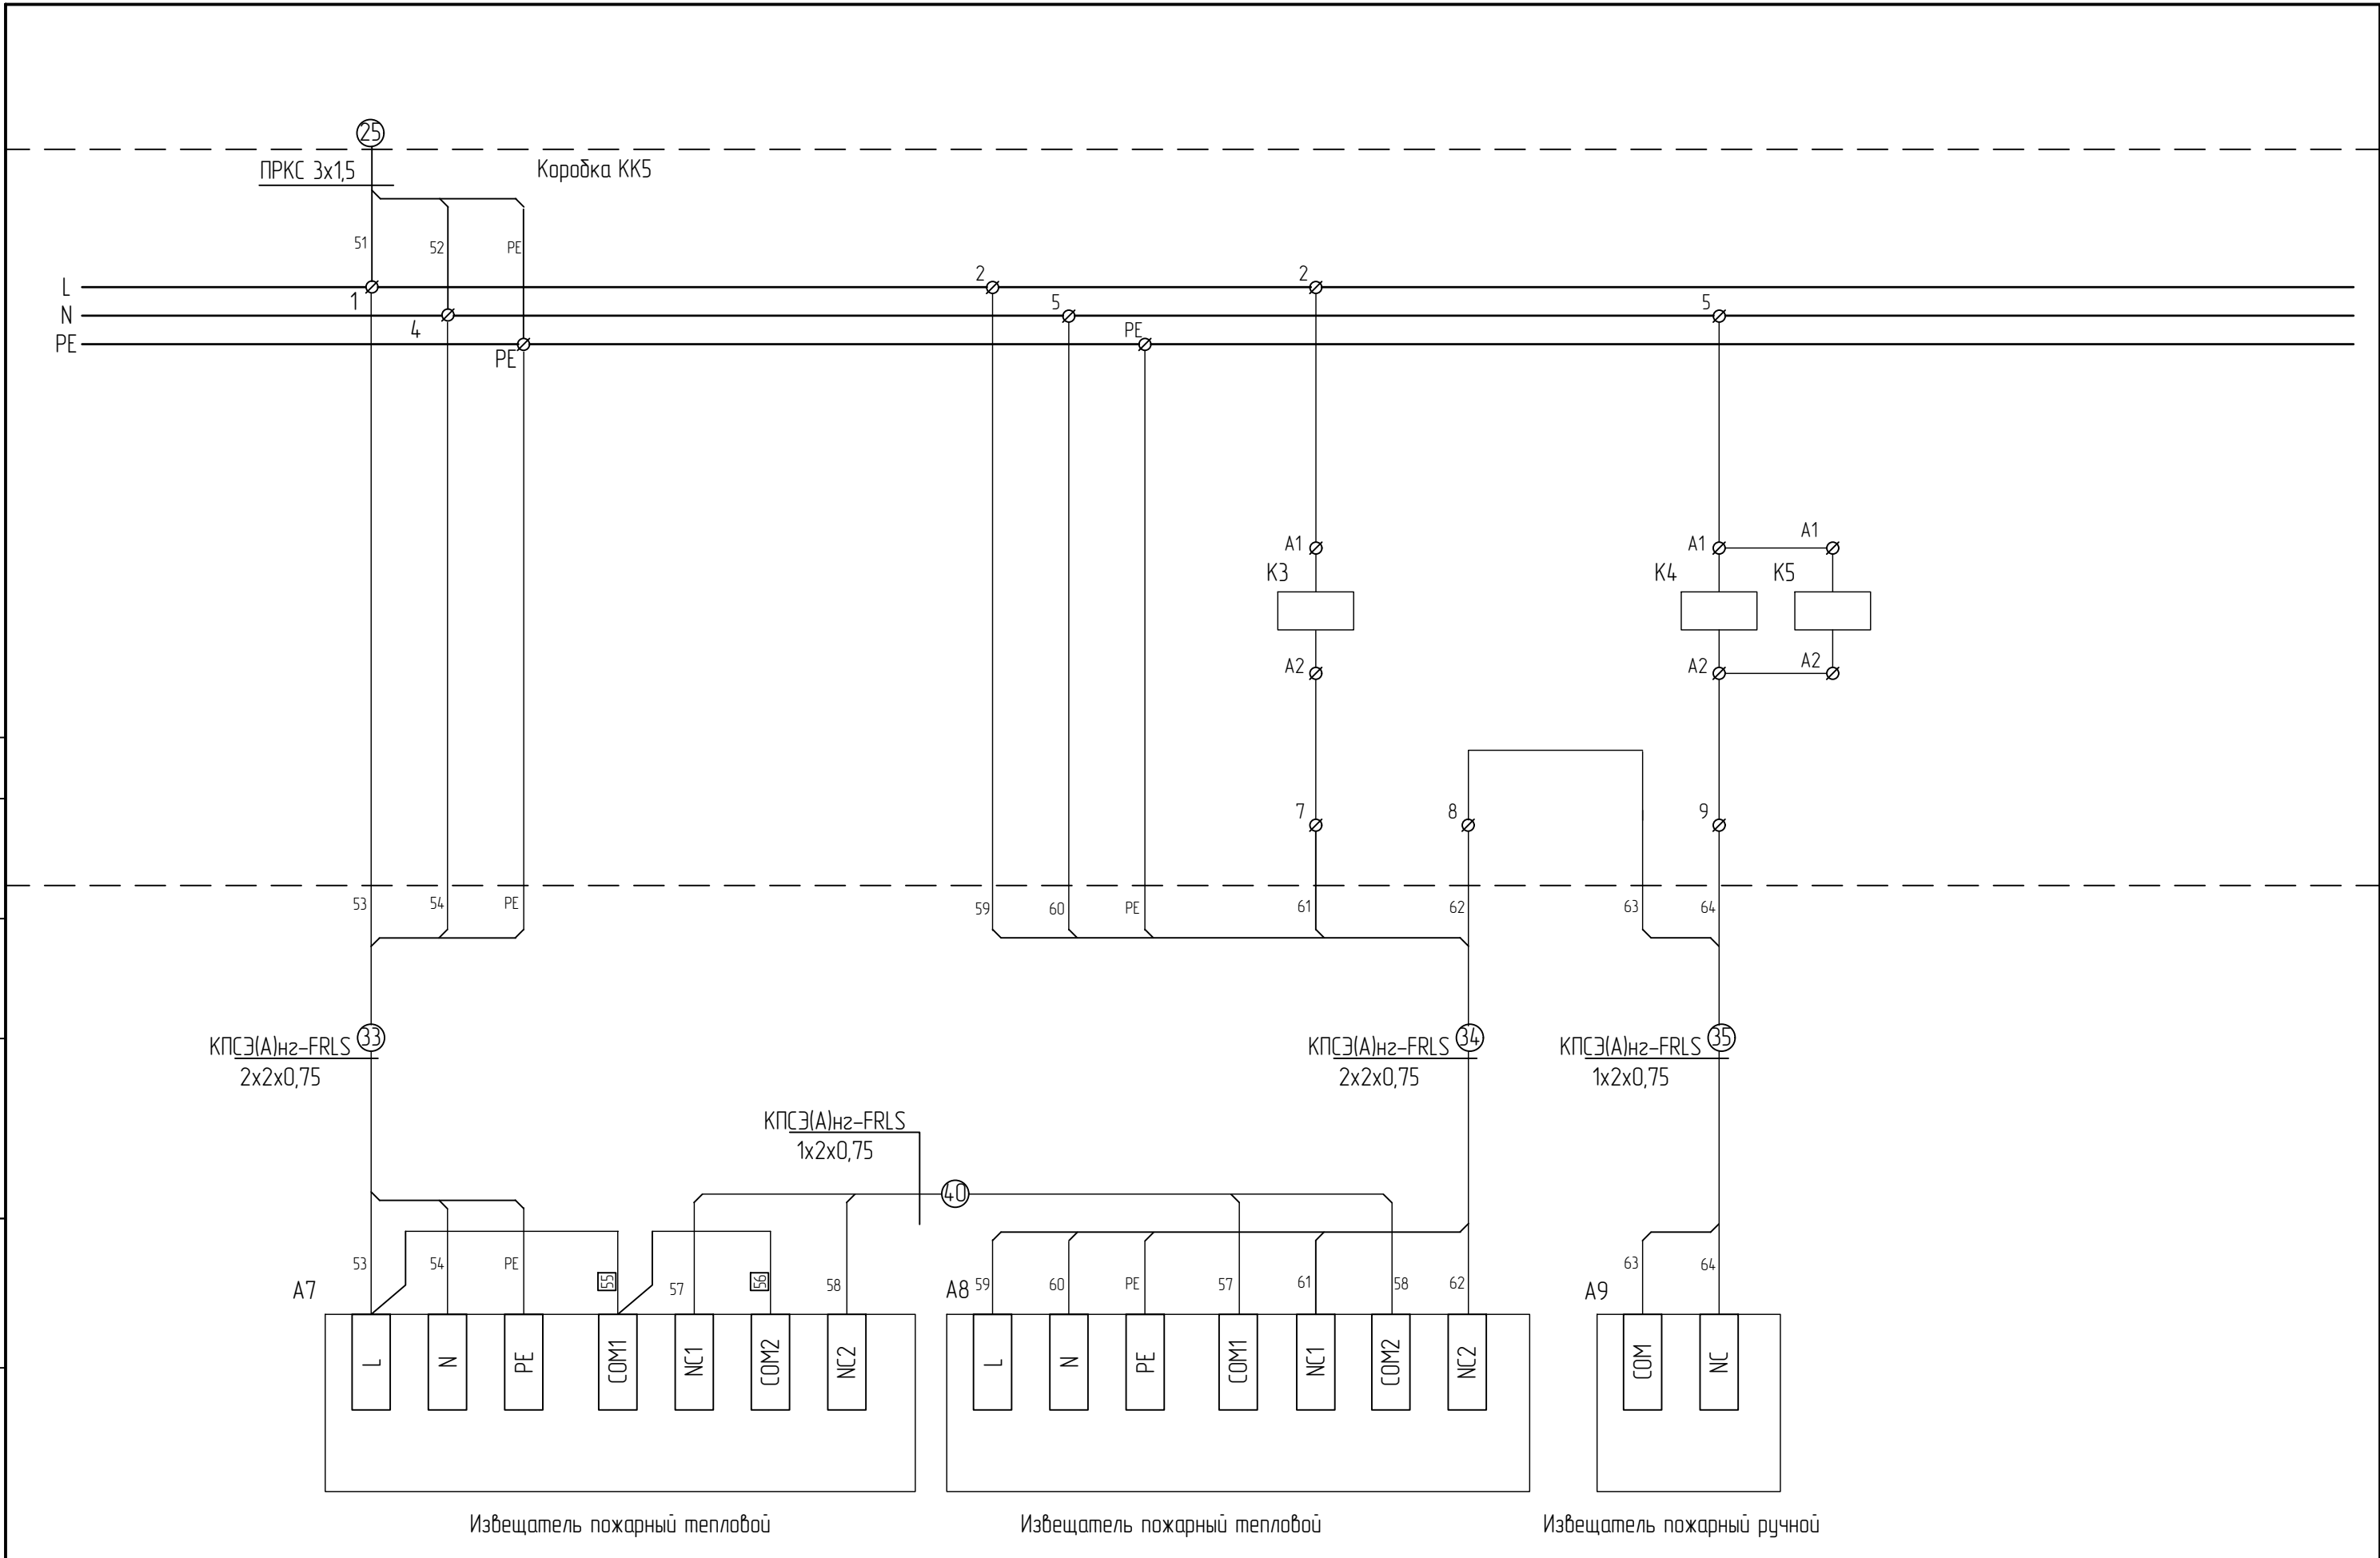 25
ПРКС 3х1,5
Коробка КК5
51
52
PE
L
N
PE
1
4
PE
2
5
PE
2
5
A1
K3
A2
A1
A1
K4
K5
A2
A2
7
8
9
53
54
PE
59
60
PE
61
62
63
64
КПСЭ(А)нг-FRLS
33
2х2х0,75
КПСЭ(А)нг-FRLS
34
2х2х0,75
КПСЭ(А)нг-FRLS
35
1х2х0,75
КПСЭ(А)нг-FRLS
1х2х0,75
40
A7
53
54
PE
55
57
56
58
A8
59
60
PE
57
61
58
62
A9
63
64
L
N
PE
COM1
NC1
COM2
NC2
L
N
PE
COM1
NC1
COM2
NC2
COM
NC
Извещатель пожарный тепловой
Извещатель пожарный тепловой
Извещатель пожарный ручной